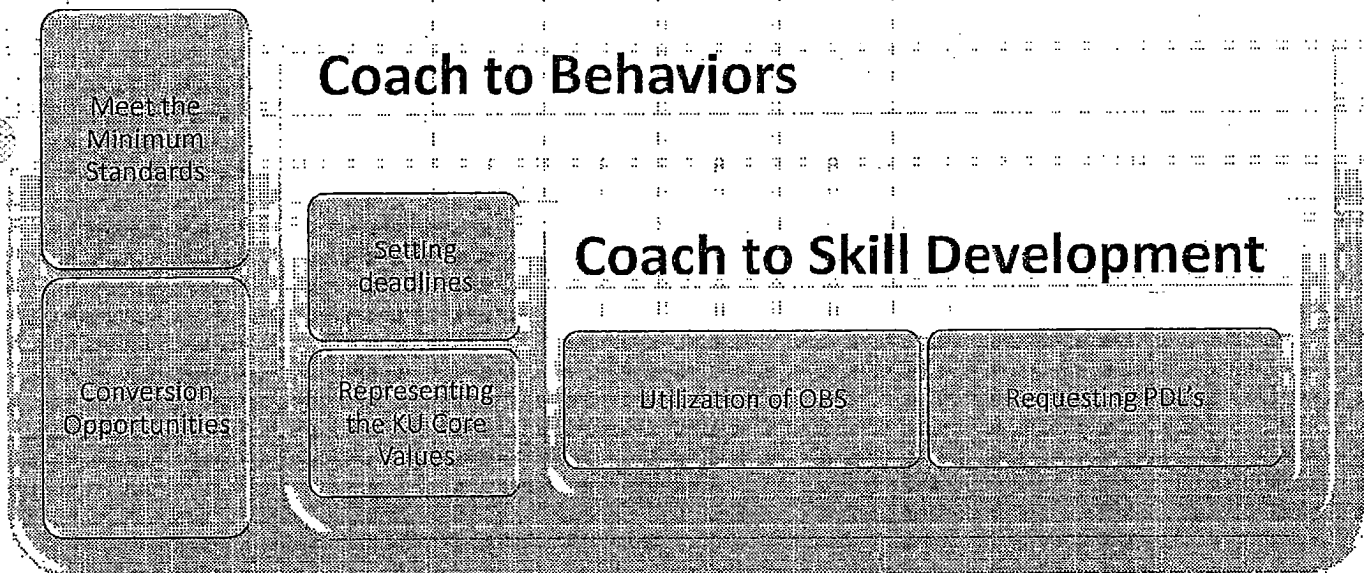 Coach to Behaviors
Meet the
Minimum
Standards
Conversion
Opportunities
Coach to Skill Development
Setting
deadlines
Representing
the KU Core
Values
Utilization of OBS
Requesting PDL's